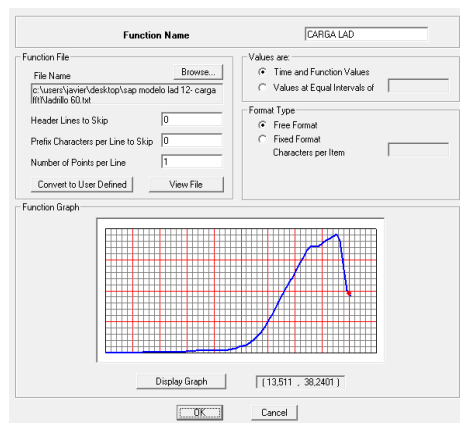 Function Name
CARGA LAD
Function File
File Name
Browse...
c:\users\javier\desktop\sap modelo lad 12- carga
lfft\ladrillo 60.txt
Header Lines to Skip
0
Prefix Characters per Line to Skip
0
Number of Points per Line
1
Convert to User Defined
View File
Values are:
Time and Function Values
Values at Equal Intervals of
Format Type
Free Format
Fixed Format
Characters per Item
Function Graph
Display Graph
(13,511 , 38,2401 )
OK
Cancel